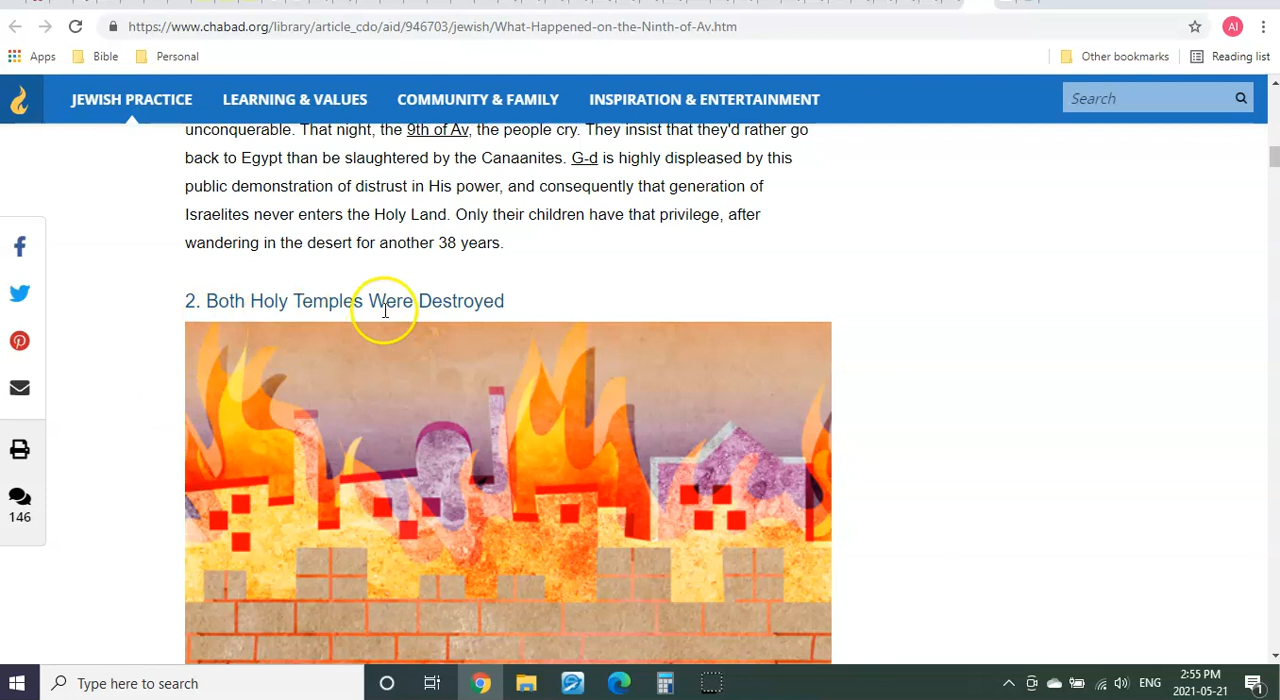 https://www.chabad.org/library/article_cdo/aid/946703/jewish/What-Happened-on-the-Ninth-of-Av.htm
AI
Apps
Bible
Personal
Other bookmarks
Reading list
JEWISH PRACTICE
LEARNING & VALUES
COMMUNITY & FAMILY
INSPIRATION & ENTERTAINMENT
Search
unconquerable. That night, the 9th of Av, the people cry. They insist that they'd rather go
back to Egypt than be slaughtered by the Canaanites. G-d is highly displeased by this
public demonstration of distrust in His power, and consequently that generation of
Israelites never enters the Holy Land. Only their children have that privilege, after
wandering in the desert for another 38 years.
2. Both Holy Temples Were Destroyed
146
Type here to search
ENG
2:55 PM
2021-05-21
1